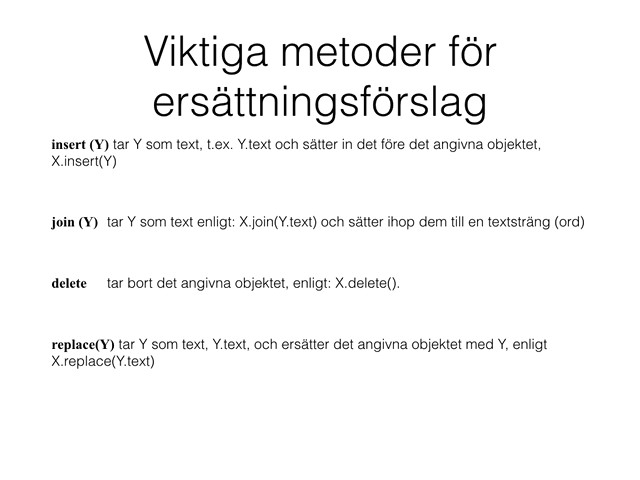 Viktiga metoder för
ersättningsförslag
insert (Y) tar Y som text, t.ex. Y.text och sätter in det före det angivna objektet,
X.insert(Y)
join (Y) tar Y som text enligt: X.join(Y.text) och sätter ihop dem till en textsträng (ord)
delete tar bort det angivna objektet, enligt: X.delete().
replace(Y) tar Y som text, Y.text, och ersätter det angivna objektet med Y, enligt
X.replace(Y.text)